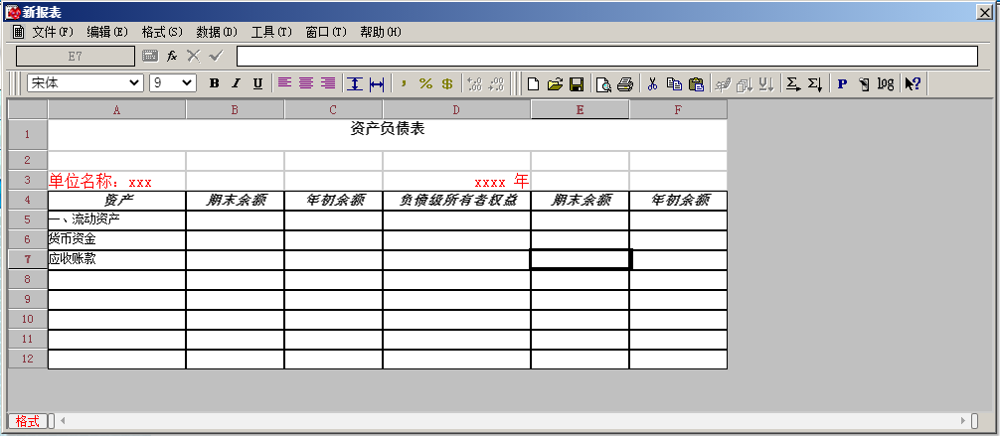 新报表
文件(F) 编辑(E) 格式(S) 数据(D) 工具(T) 窗口(T) 帮助(H)
E7 fx
宋体 9 B I U , % $ Σ Σ P log ?
A B C D E F
1 资产负债表
2
3 单位名称：xxx xxxx 年
4 资产 期末余额 年初余额 负债级所有者权益 期末余额 年初余额
5 一、流动资产
6 货币资金
7 应收账款
8
9
10
11
12
格式